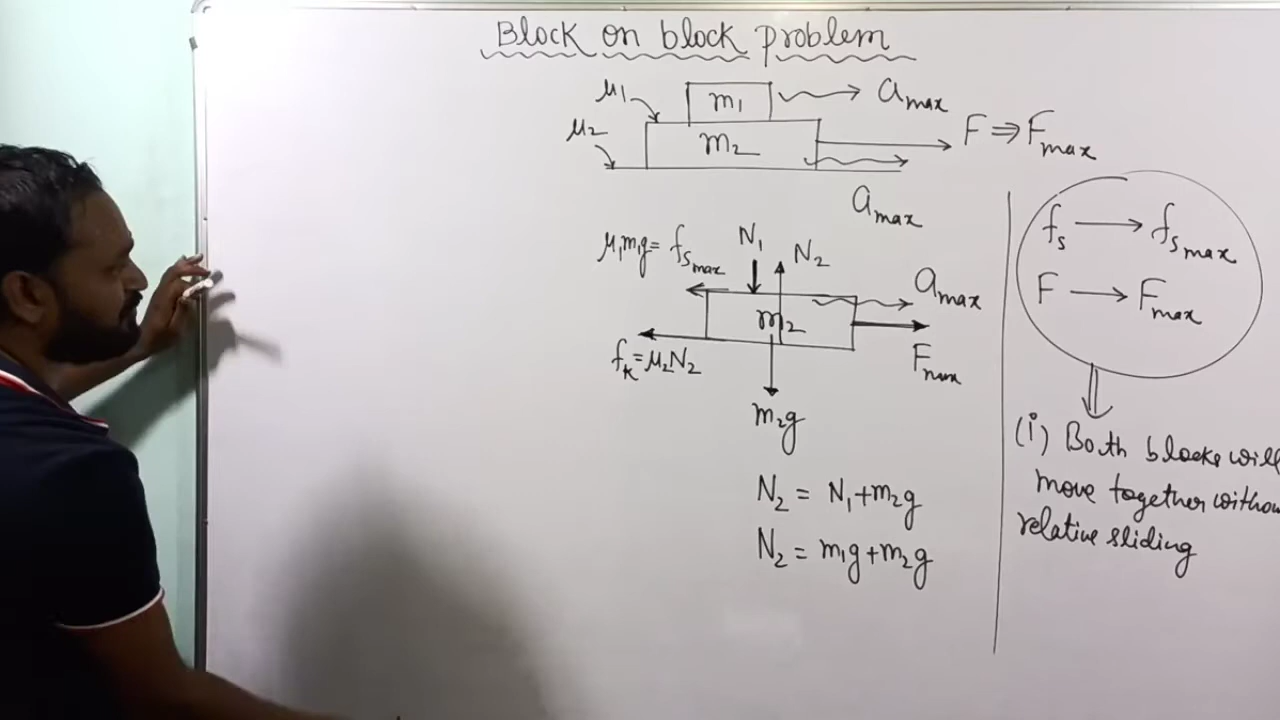 Block on block problem
μ1 m1 amax
μ2 m2 F ⇒ Fmax
amax
fs → fsmax
F → Fmax
μ1m1g = fsmax N1 N2
m2 amax
fk = μ2N2 Fmax
m2g
(i) Both blocks will
move together withou
relative sliding
N2 = N1+m2g
N2 = m1g+m2g